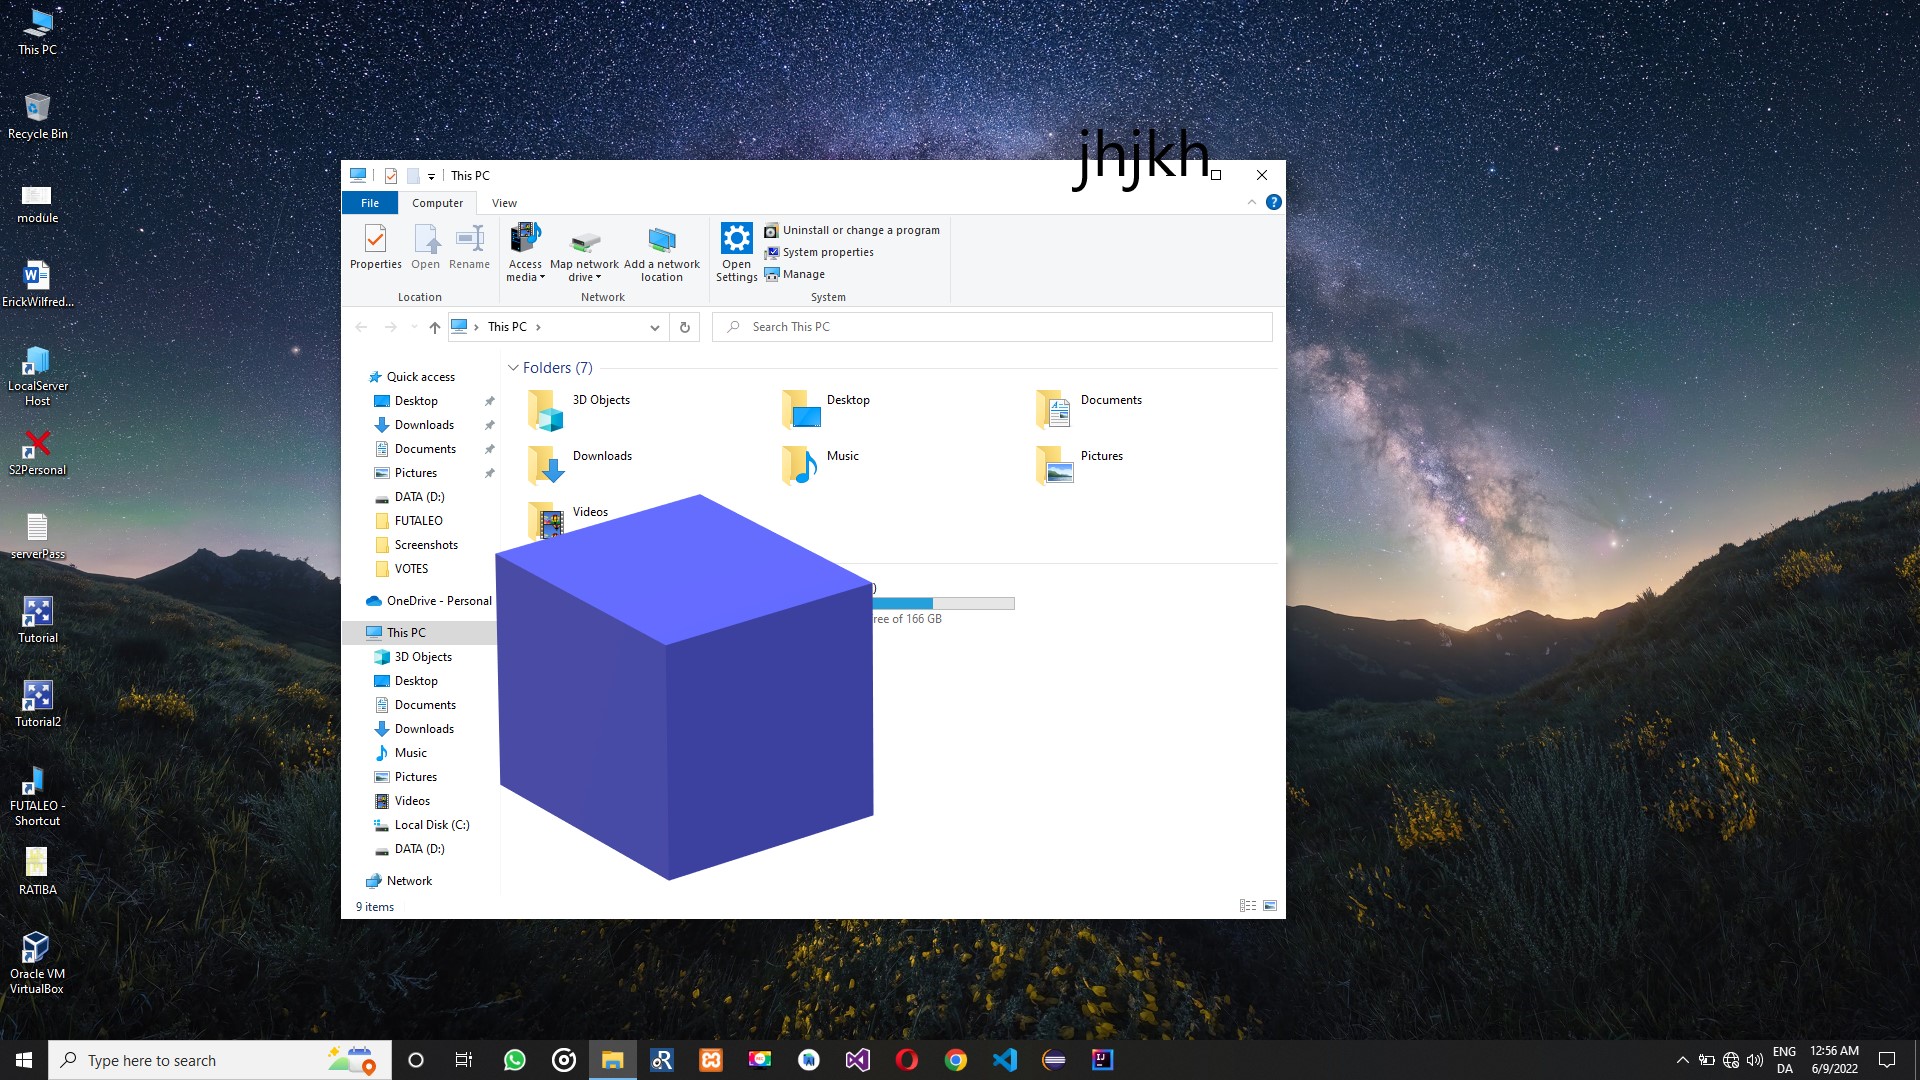 This PC
Recycle Bin
module
ErickWilfred...
LocalServer
Host
S2Personal
serverPass
Tutorial
Tutorial2
FUTALEO -
Shortcut
RATIBA
Oracle VM
VirtualBox
jhjkh
This PC
File
Computer
View
Properties
Open
Rename
Location
Access
media
Map network
drive
Add a network
location
Network
Open
Settings
Uninstall or change a program
System properties
Manage
System
This PC
Search This PC
Quick access
Desktop
Downloads
Documents
Pictures
DATA (D:)
FUTALEO
Screenshots
VOTES
OneDrive - Personal
This PC
3D Objects
Desktop
Documents
Downloads
Music
Pictures
Videos
Local Disk (C:)
DATA (D:)
Network
Folders (7)
3D Objects
Desktop
Documents
Downloads
Music
Pictures
Videos
)
ree of 166 GB
9 items
Type here to search
ENG
DA
12:56 AM
6/9/2022